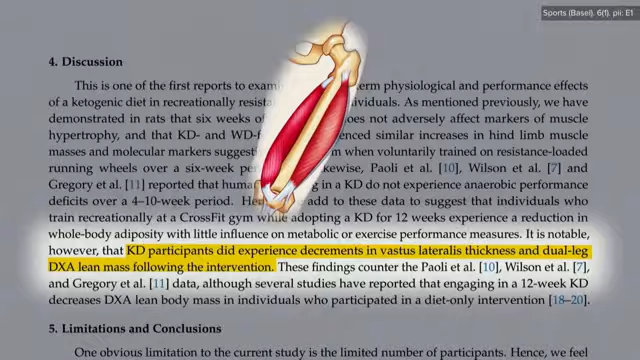 Sports (Basel). 6(1). pii: E1
4. Discussion
This is one of the first reports to exam erm physiological and performance effects
of a ketogenic diet in recreationally resista dividuals. As mentioned previously, we have
demonstrated in rats that six weeks of oes not adversely affect markers of muscle
hypertrophy, and that KD- and WD-f enced similar increases in hind limb muscle
masses and molecular markers suggest m when voluntarily trained on resistance-loaded
running wheels over a six-week pe kewise, Paoli et al. [10], Wilson et al. [7] and
Gregory et al. [11] reported that human g in a KD do not experience anaerobic performance
deficits over a 4–10-week period. He add to these data to suggest that individuals who
train recreationally at a CrossFit gym while adopting a KD for 12 weeks experience a reduction in
whole-body adiposity with little influence on metabolic or exercise performance measures. It is notable,
however, that KD participants did experience decrements in vastus lateralis thickness and dual-leg
DXA lean mass following the intervention. These findings counter the Paoli et al. [10], Wilson et al. [7],
and Gregory et al. [11] data, although several studies have reported that engaging in a 12-week KD
decreases DXA lean body mass in individuals who participated in a diet-only intervention [18–20].
5. Limitations and Conclusions
One obvious limitation to the current study is the limited number of participants. Hence, we feel